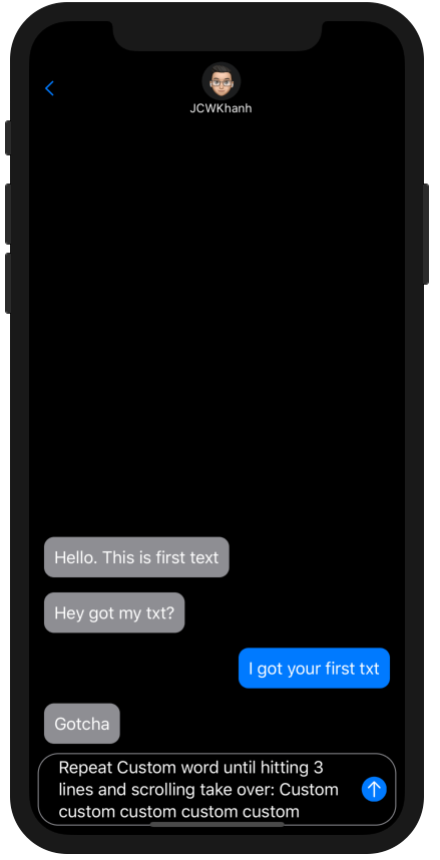 JCWKhanh
Hello. This is first text
Hey got my txt?
I got your first txt
Gotcha
Repeat Custom word until hitting 3
lines and scrolling take over: Custom
custom custom custom custom